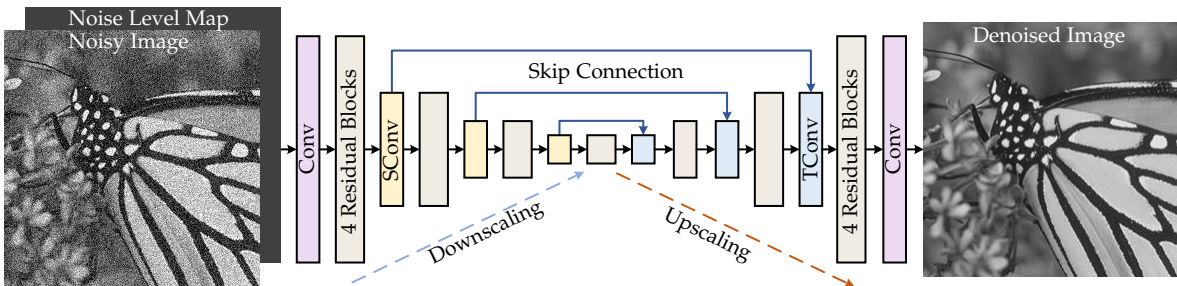 Noise Level Map
Noisy Image
Conv
4 Residual Blocks
SConv
Skip Connection
Downscaling
Upscaling
TConv
4 Residual Blocks
Conv
Denoised Image